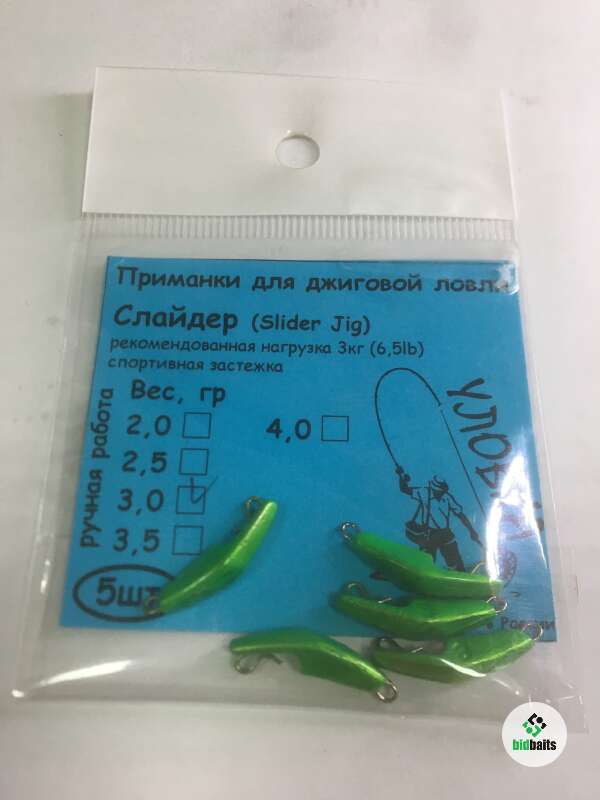 Приманки для джиговой ловли
Слайдер (Slider Jig)
рекомендованная нагрузка 3кг (6,5lb)
спортивная застежка
ручная работа
Вес, гр
2,0
4,0
2,5
3,0
3,5
5шт
bidbaits